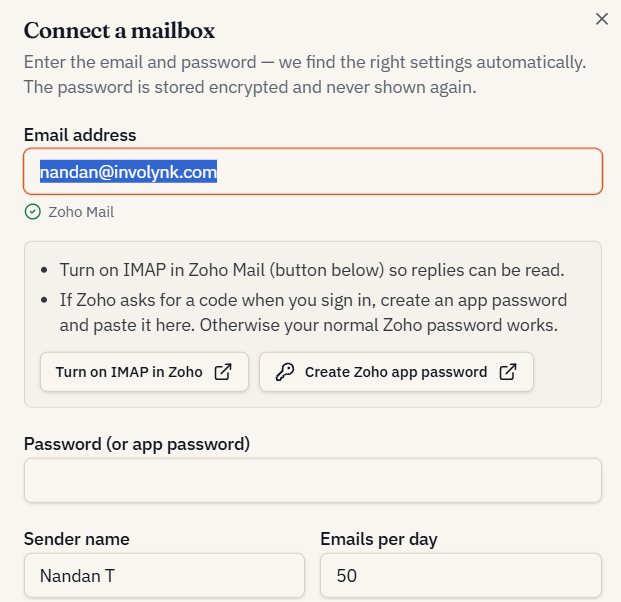 Connect a mailbox
Enter the email and password — we find the right settings automatically.
The password is stored encrypted and never shown again.
Email address
nandan@involynk.com
Zoho Mail
• Turn on IMAP in Zoho Mail (button below) so replies can be read.
• If Zoho asks for a code when you sign in, create an app password
and paste it here. Otherwise your normal Zoho password works.
Turn on IMAP in Zoho
Create Zoho app password
Password (or app password)
Sender name
Emails per day
Nandan T
50